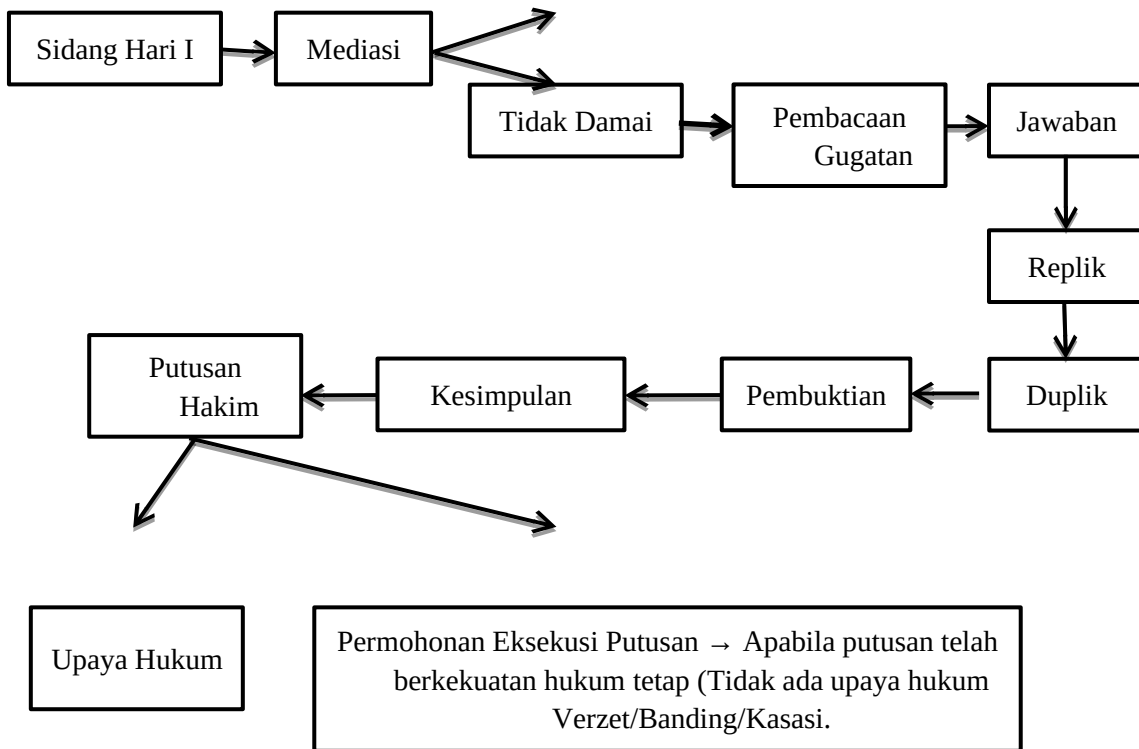 Sidang Hari I
Mediasi
Tidak Damai
Pembacaan
Gugatan
Jawaban
Replik
Putusan
Hakim
Kesimpulan
Pembuktian
Duplik
Upaya Hukum
Permohonan Eksekusi Putusan → Apabila putusan telah
berkekuatan hukum tetap (Tidak ada upaya hukum
Verzet/Banding/Kasasi.